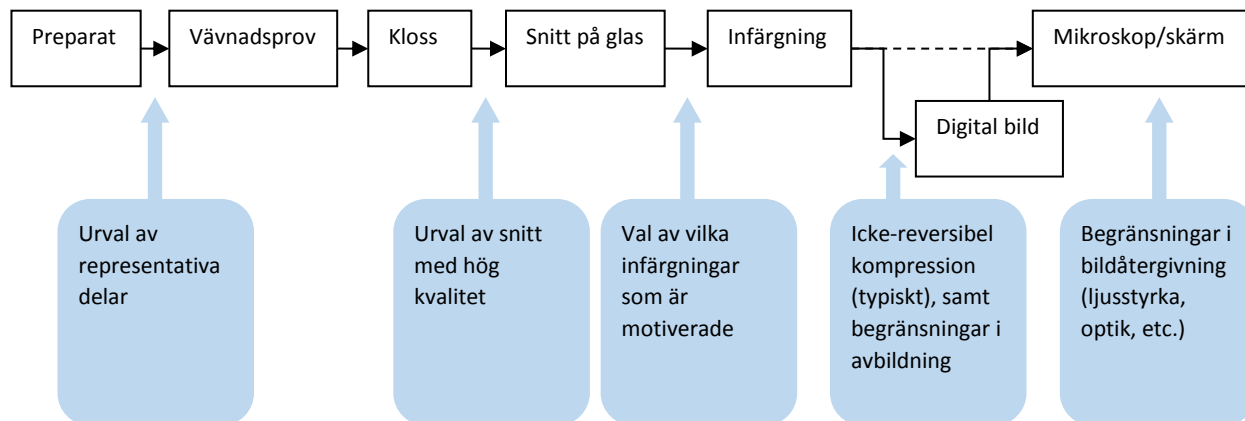 Preparat
Vävnadsprov
Kloss
Snitt på glas
Infärgning
Mikroskop/skärm
Digital bild
Urval av
representativa
delar
Urval av snitt
med hög
kvalitet
Val av vilka
infärgningar
som är
motiverade
Icke-reversibel
kompression
(typiskt), samt
begränsningar i
avbildning
Begränsningar i
bildåtergivning
(ljusstyrka,
optik, etc.)